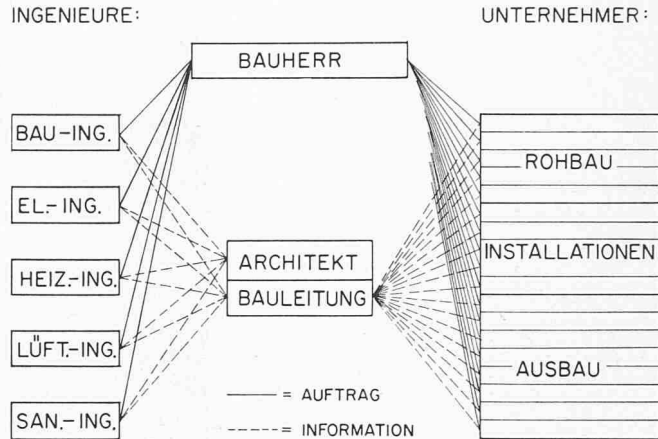 INGENIEURE:
UNTERNEHMER:
BAUHERR
BAU-ING.
EL.-ING.
HEIZ.-ING.
LÜFT.-ING.
SAN.-ING.
ARCHITEKT
BAULEITUNG
ROHBAU
INSTALLATIONEN
AUSBAU
= AUFTRAG
= INFORMATION